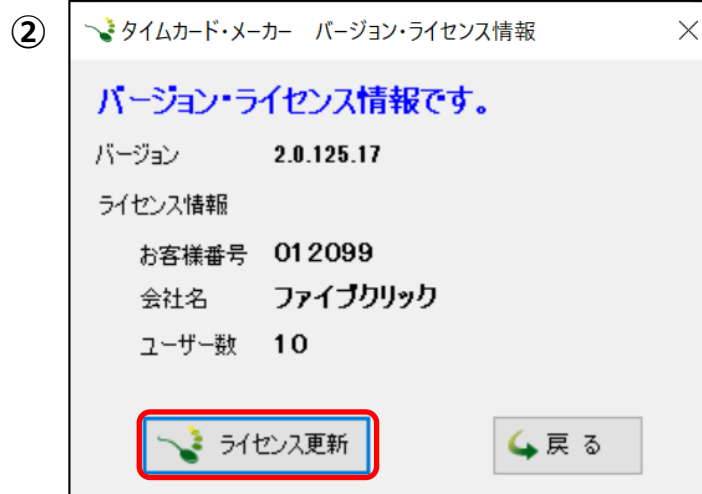 ②
タイムカード・メーカー　バージョン・ライセンス情報
バージョン・ライセンス情報です。
バージョン 2.0.125.17
ライセンス情報
お客様番号 012099
会社名 ファイブクリック
ユーザー数 10
ライセンス更新 戻 る